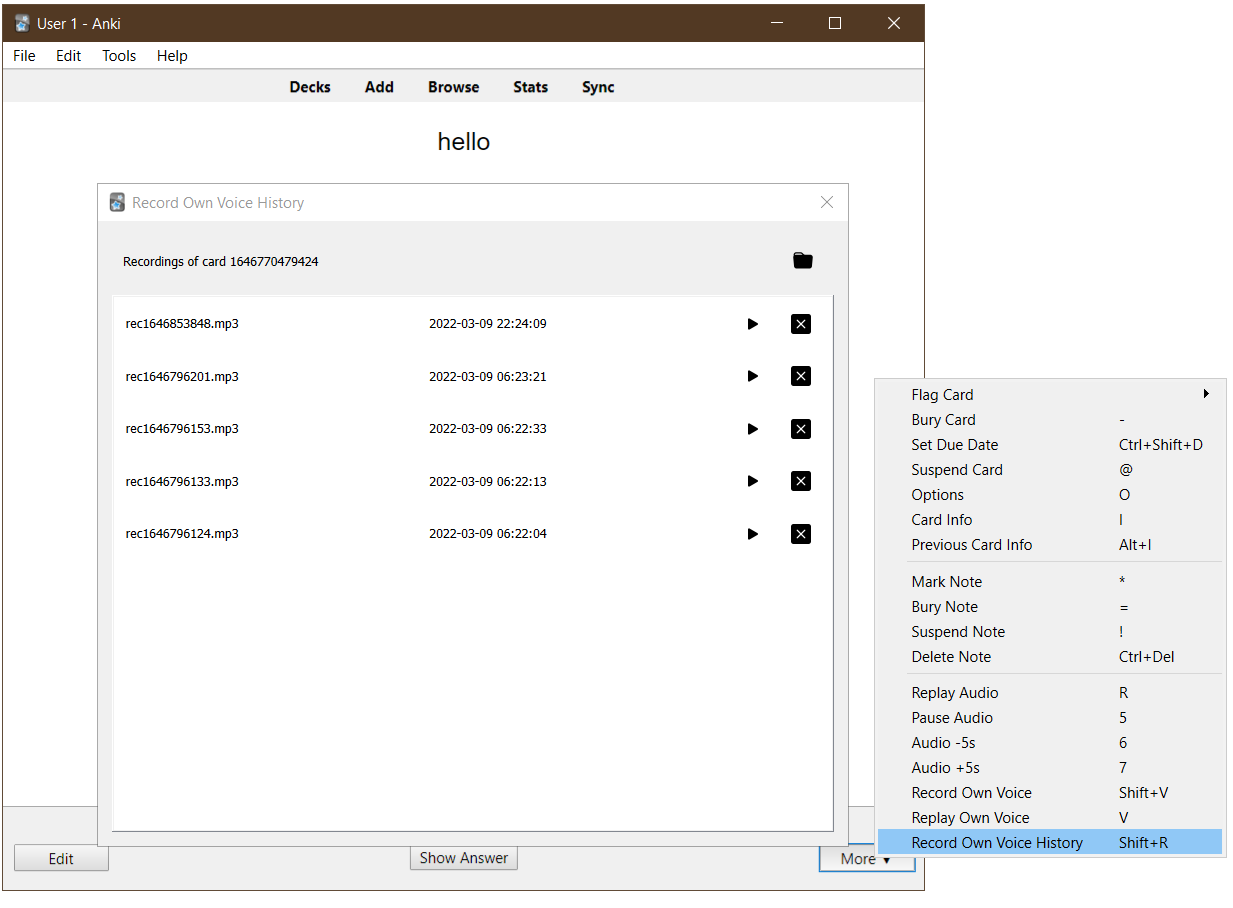 User 1 - Anki
File Edit Tools Help
Decks Add Browse Stats Sync
hello
Record Own Voice History
Recordings of card 1646770479424
rec1646853848.mp3 2022-03-09 22:24:09
rec1646796201.mp3 2022-03-09 06:23:21
rec1646796153.mp3 2022-03-09 06:22:33
rec1646796133.mp3 2022-03-09 06:22:13
rec1646796124.mp3 2022-03-09 06:22:04
Edit Show Answer More ▼
Flag Card
Bury Card -
Set Due Date Ctrl+Shift+D
Suspend Card @
Options O
Card Info I
Previous Card Info Alt+I
Mark Note *
Bury Note =
Suspend Note !
Delete Note Ctrl+Del
Replay Audio R
Pause Audio 5
Audio -5s 6
Audio +5s 7
Record Own Voice Shift+V
Replay Own Voice V
Record Own Voice History Shift+R